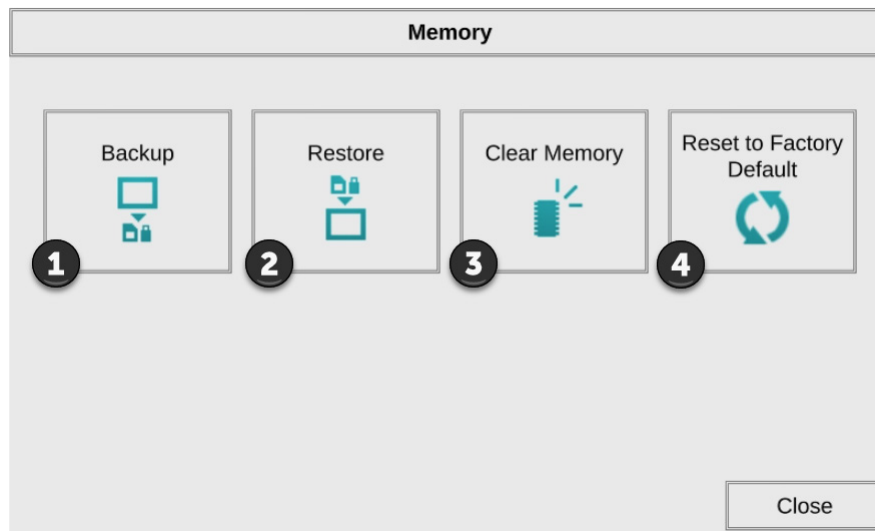 Memory
Backup
Restore
Clear Memory
Reset to Factory
Default
1
2
3
4
Close